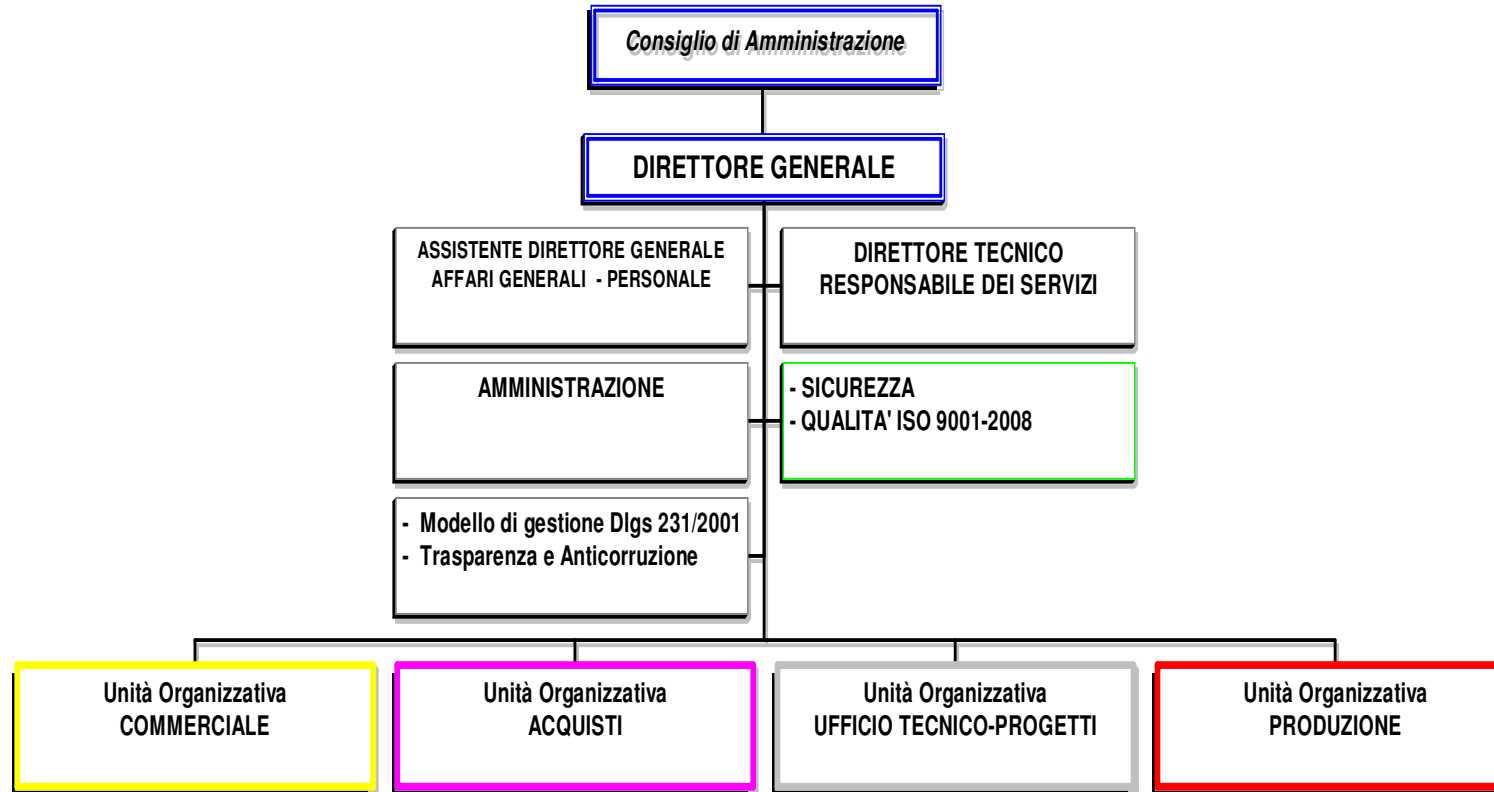 Consiglio di Amministrazione
DIRETTORE GENERALE
ASSISTENTE DIRETTORE GENERALE
AFFARI GENERALI - PERSONALE
DIRETTORE TECNICO
RESPONSABILE DEI SERVIZI
AMMINISTRAZIONE
- SICUREZZA
- QUALITA' ISO 9001-2008
- Modello di gestione Dlgs 231/2001
- Trasparenza e Anticorruzione
Unità Organizzativa
COMMERCIALE
Unità Organizzativa
ACQUISTI
Unità Organizzativa
UFFICIO TECNICO-PROGETTI
Unità Organizzativa
PRODUZIONE